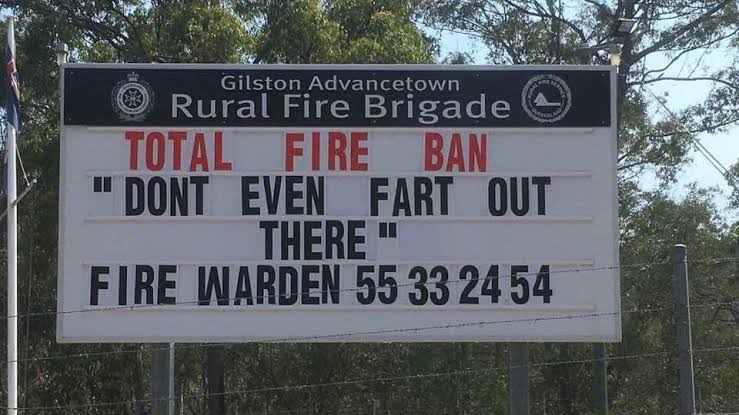 Gilston Advancetown
Rural Fire Brigade
TOTAL FIRE BAN
"DONT EVEN FART OUT
THERE"
FIRE WARDEN 55 33 24 54